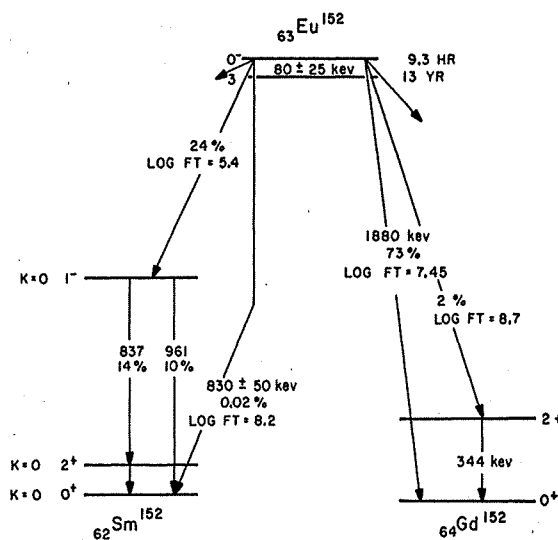 63Eu152
0-
80 ± 25 kev
9.3 HR
3 -
13 YR
24 %
LOG FT = 5.4
1880 kev
73 %
LOG FT = 7.45
K=0 1-
2 %
LOG FT = 8.7
837
14%
961
10%
830 ± 50 kev
0.02 %
LOG FT = 8.2
2+
K=0 2+
344 kev
K=0 0+
0+
62Sm152
64Gd152